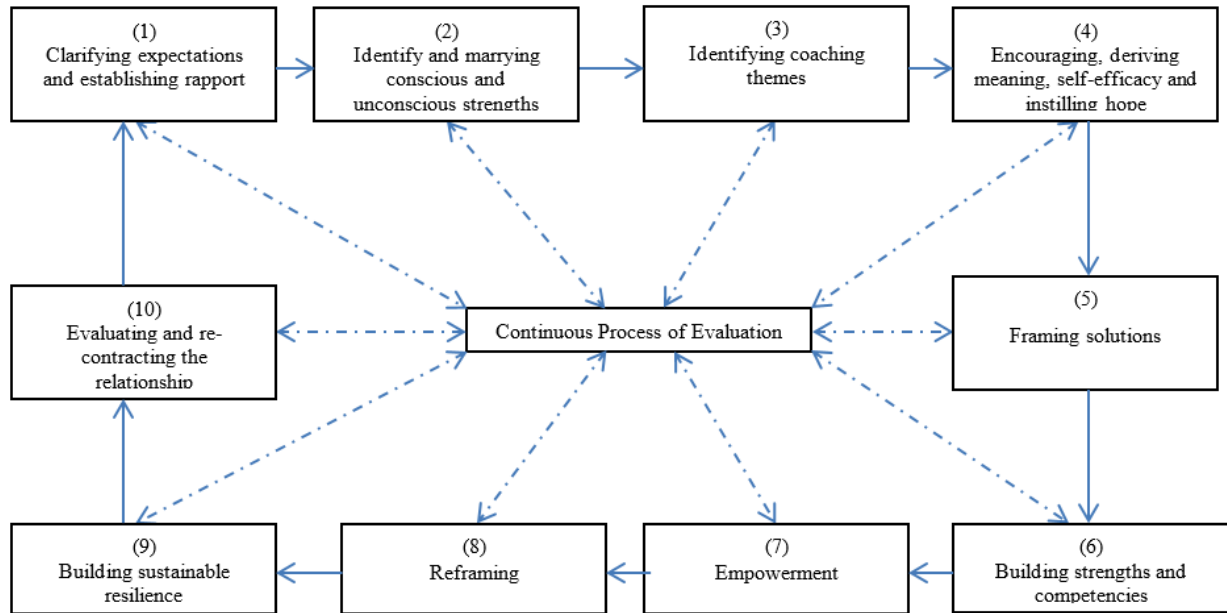 (1)
Clarifying expectations
and establishing rapport
(2)
Identify and marrying
conscious and
unconscious strengths
(3)
Identifying coaching
themes
(4)
Encouraging, deriving
meaning, self-efficacy and
instilling hope
(10)
Evaluating and re-
contracting the
relationship
Continuous Process of Evaluation
(5)
Framing solutions
(9)
Building sustainable
resilience
(8)
Reframing
(7)
Empowerment
(6)
Building strengths and
competencies